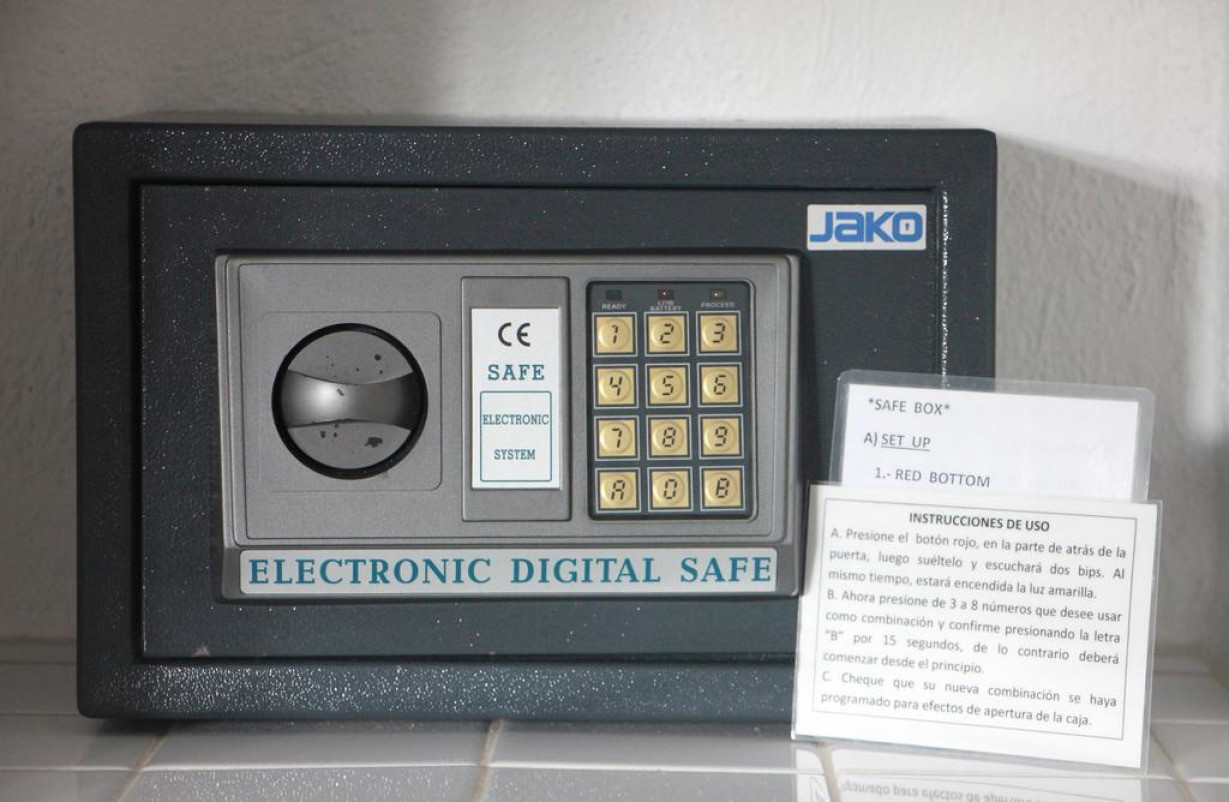 JAKO
READY
LOW
BATTERY
PROCEED
1 2 3
4 5 6
7 8 9
A 0 B
CE
SAFE
ELECTRONIC
SYSTEM
ELECTRONIC DIGITAL SAFE
*SAFE BOX*
A) SET UP
1.- RED BOTTOM
INSTRUCCIONES DE USO
A. Presione el botón rojo, en la parte de atrás de la
puerta, luego suéltelo y escuchará dos bips. Al
mismo tiempo, estará encendida la luz amarilla.
B. Ahora presione de 3 a 8 números que desee usar
como combinación y confirme presionando la letra
"B" por 15 segundos, de lo contrario deberá
comenzar desde el principio.
C. Cheque que su nueva combinación se haya
programado para efectos de apertura de la caja.